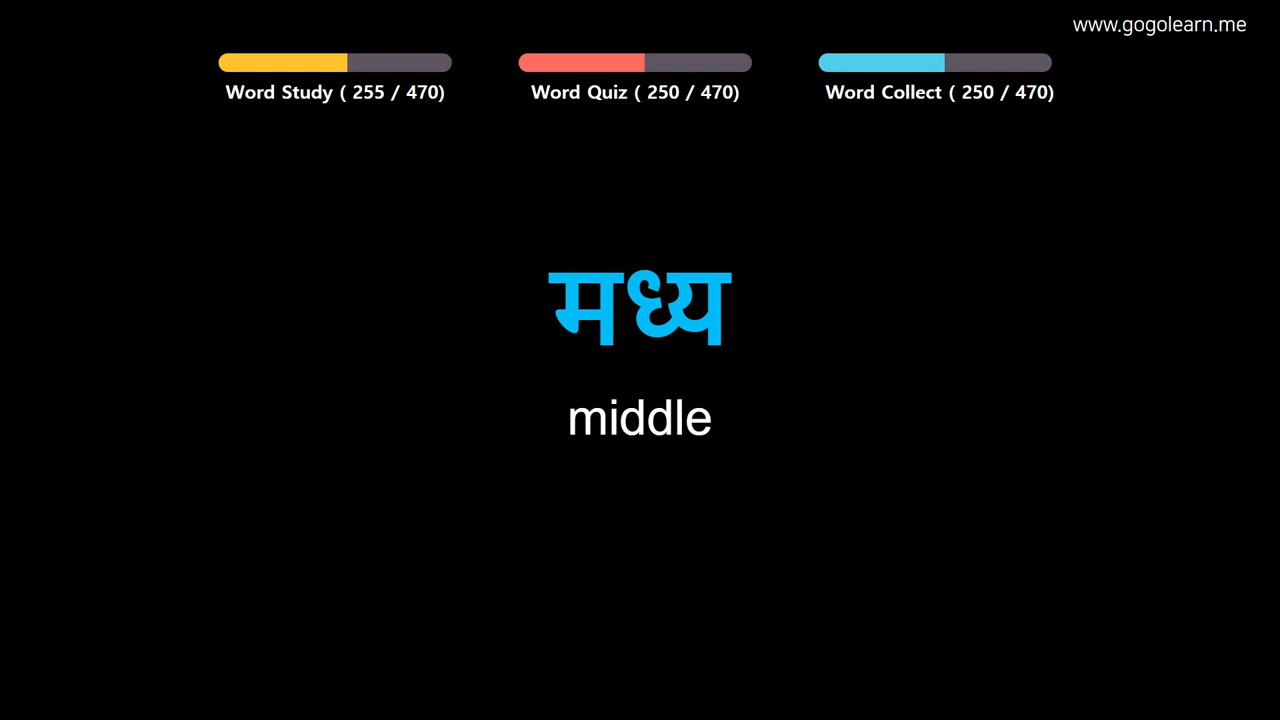 www.gogolearn.me
Word Study ( 255 / 470)
Word Quiz ( 250 / 470)
Word Collect ( 250 / 470)
मध्य
middle